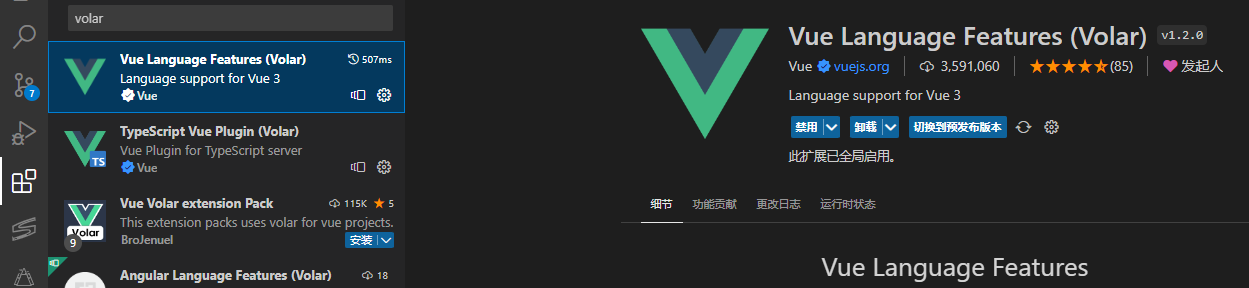 volar
Vue Language Features (Volar)
507ms
Language support for Vue 3
Vue
TypeScript Vue Plugin (Volar)
Vue Plugin for TypeScript server
Vue
TS
Vue Volar extension Pack
115K
5
This extension packs uses volar for vue projects.
BroJenuel
安装
Volar
9
Angular Language Features (Volar)
18
7
Vue Language Features (Volar)
v1.2.0
Vue
vuejs.org
3,591,060
(85)
发起人
Language support for Vue 3
禁用
卸载
切换到预发布版本
此扩展已全局启用。
细节
功能贡献
更改日志
运行时状态
Vue Language Features